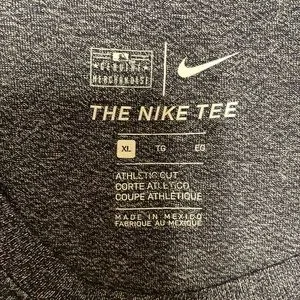 GENUINE
MERCHANDISE
THE NIKE TEE
XL TG EG
ATHLETIC CUT
CORTE ATLETICO
COUPE ATHLÉTIQUE
MADE IN MEXICO
FABRIQUÉ AU MEXIQUE